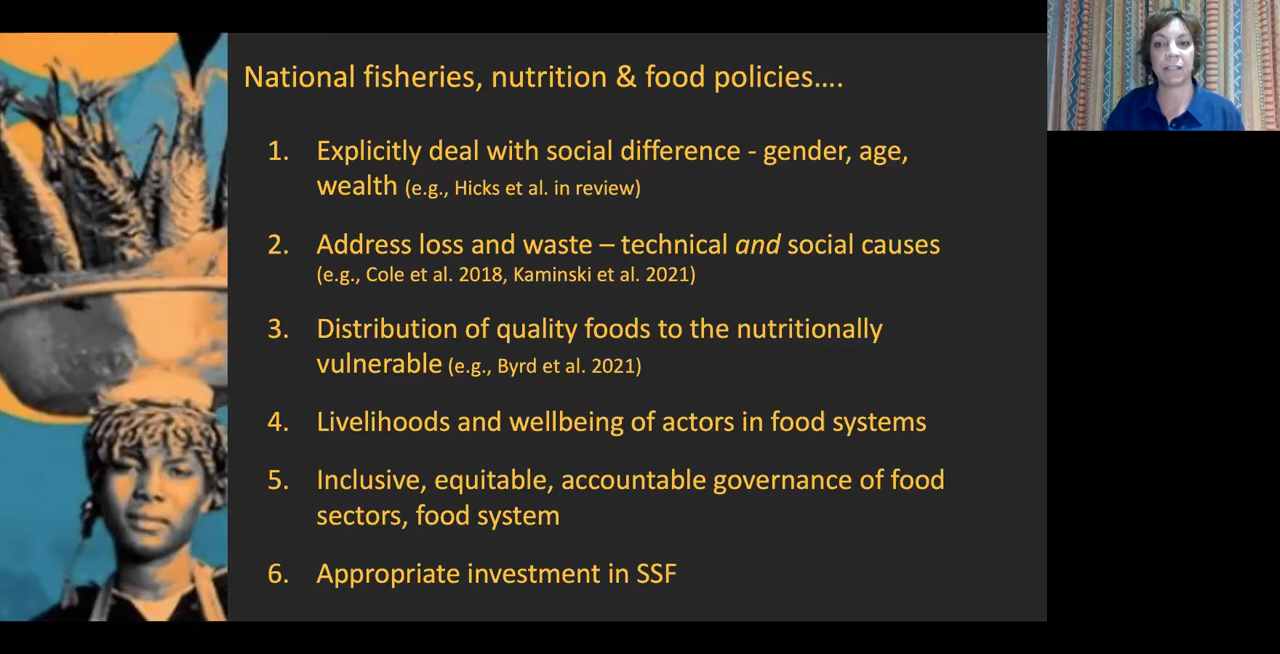 National fisheries, nutrition & food policies....
1. Explicitly deal with social difference - gender, age,
wealth (e.g., Hicks et al. in review)
2. Address loss and waste – technical and social causes
(e.g., Cole et al. 2018, Kaminski et al. 2021)
3. Distribution of quality foods to the nutritionally
vulnerable (e.g., Byrd et al. 2021)
4. Livelihoods and wellbeing of actors in food systems
5. Inclusive, equitable, accountable governance of food
sectors, food system
6. Appropriate investment in SSF